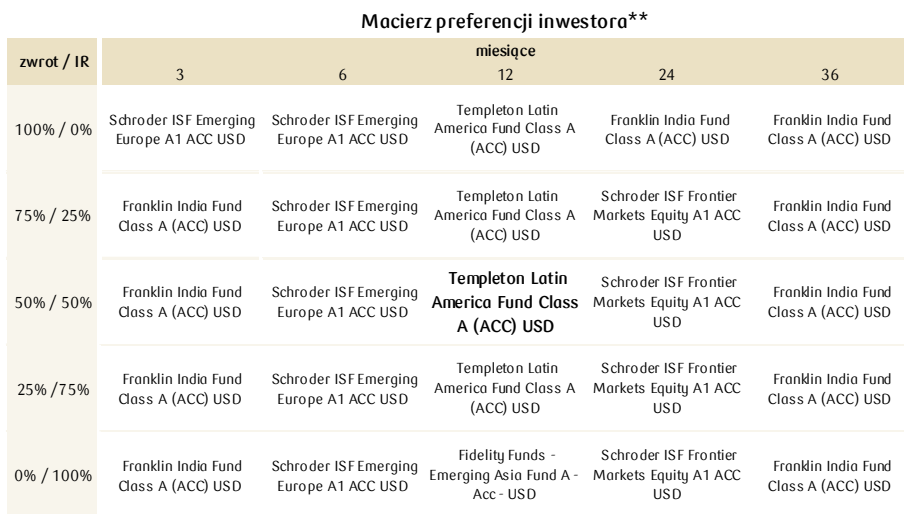 Macierz preferencji inwestora**
zwrot / IR
miesiące
3 6 12 24 36
100% / 0%
Schroder ISF Emerging
Europe A1 ACC USD
Schroder ISF Emerging
Europe A1 ACC USD
Templeton Latin
America Fund Class A
(ACC) USD
Franklin India Fund
Class A (ACC) USD
Franklin India Fund
Class A (ACC) USD
75% / 25%
Franklin India Fund
Class A (ACC) USD
Schroder ISF Emerging
Europe A1 ACC USD
Templeton Latin
America Fund Class A
(ACC) USD
Schroder ISF Frontier
Markets Equity A1 ACC
USD
Franklin India Fund
Class A (ACC) USD
50% / 50%
Franklin India Fund
Class A (ACC) USD
Schroder ISF Emerging
Europe A1 ACC USD
Templeton Latin
America Fund Class
A (ACC) USD
Schroder ISF Frontier
Markets Equity A1 ACC
USD
Franklin India Fund
Class A (ACC) USD
25% /75%
Franklin India Fund
Class A (ACC) USD
Schroder ISF Emerging
Europe A1 ACC USD
Templeton Latin
America Fund Class A
(ACC) USD
Schroder ISF Frontier
Markets Equity A1 ACC
USD
Franklin India Fund
Class A (ACC) USD
0% / 100%
Franklin India Fund
Class A (ACC) USD
Schroder ISF Emerging
Europe A1 ACC USD
Fidelity Funds -
Emerging Asia Fund A -
Acc - USD
Schroder ISF Frontier
Markets Equity A1 ACC
USD
Franklin India Fund
Class A (ACC) USD